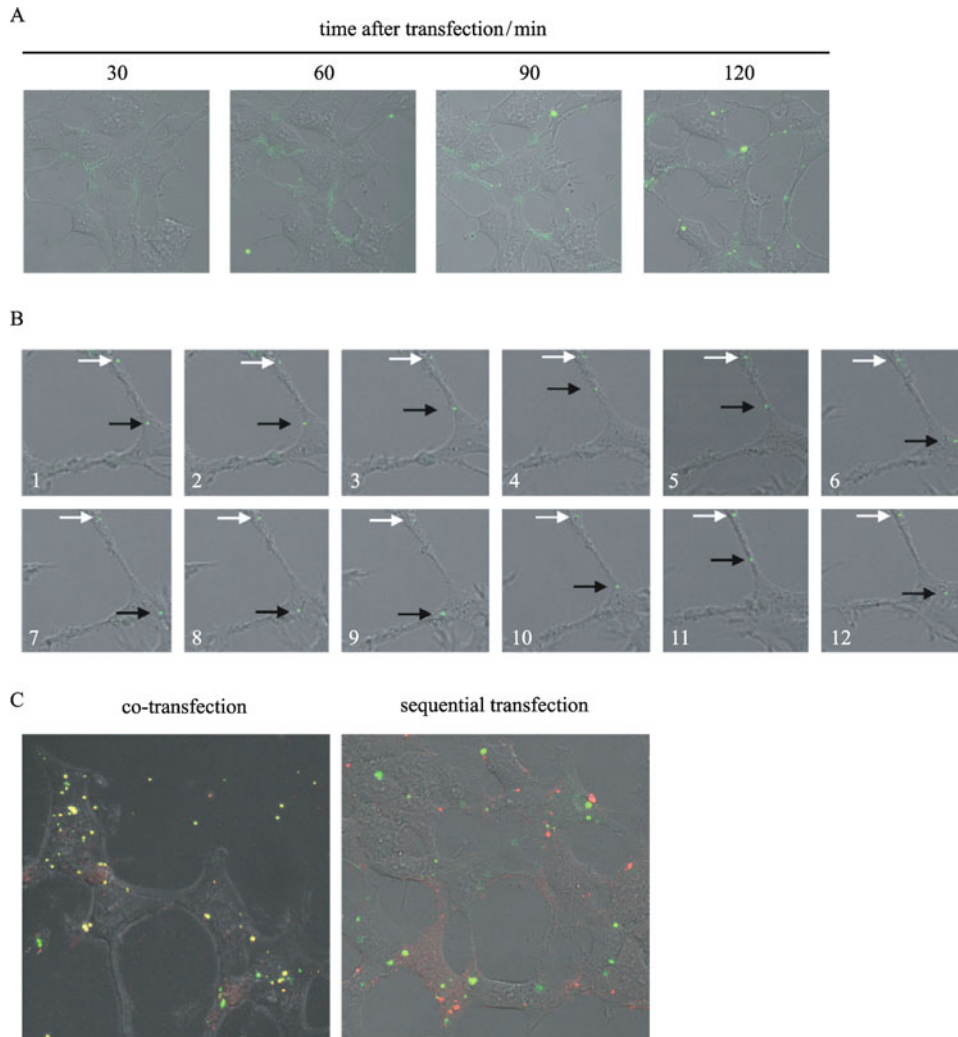 A
time after transfection/min
30 60 90 120
B
1 2 3 4 5 6
7 8 9 10 11 12
C
co-transfection sequential transfection